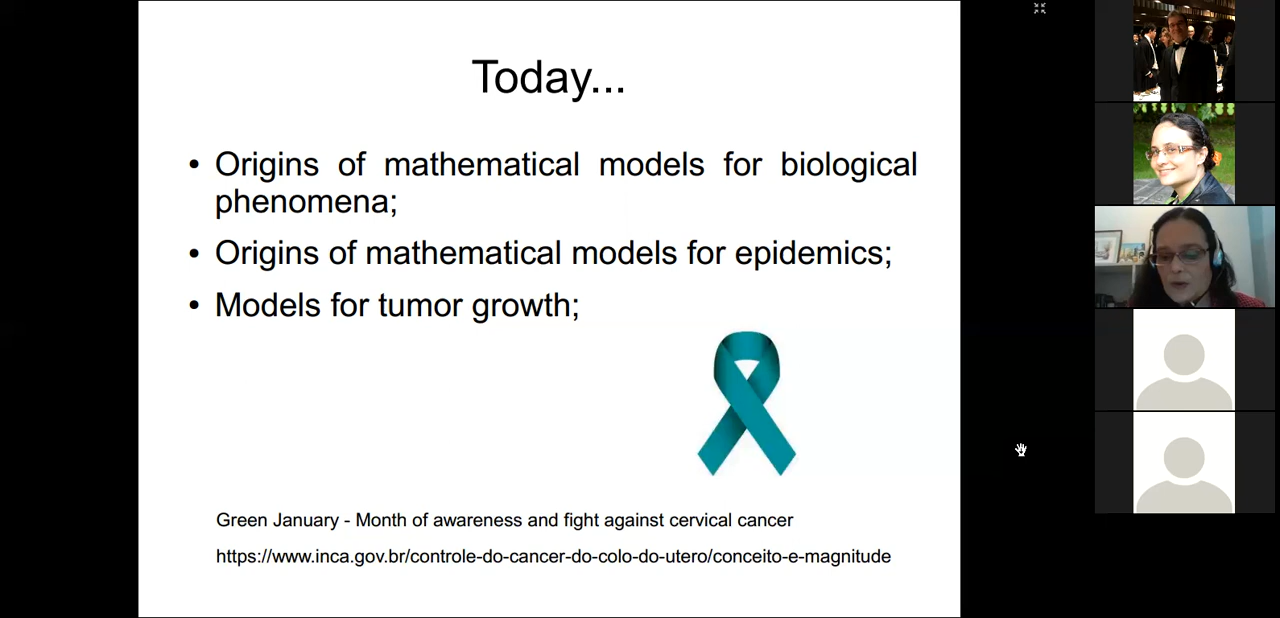 Today...
• Origins of mathematical models for biological
phenomena;
• Origins of mathematical models for epidemics;
• Models for tumor growth;
Green January - Month of awareness and fight against cervical cancer
https://www.inca.gov.br/controle-do-cancer-do-colo-do-utero/conceito-e-magnitude